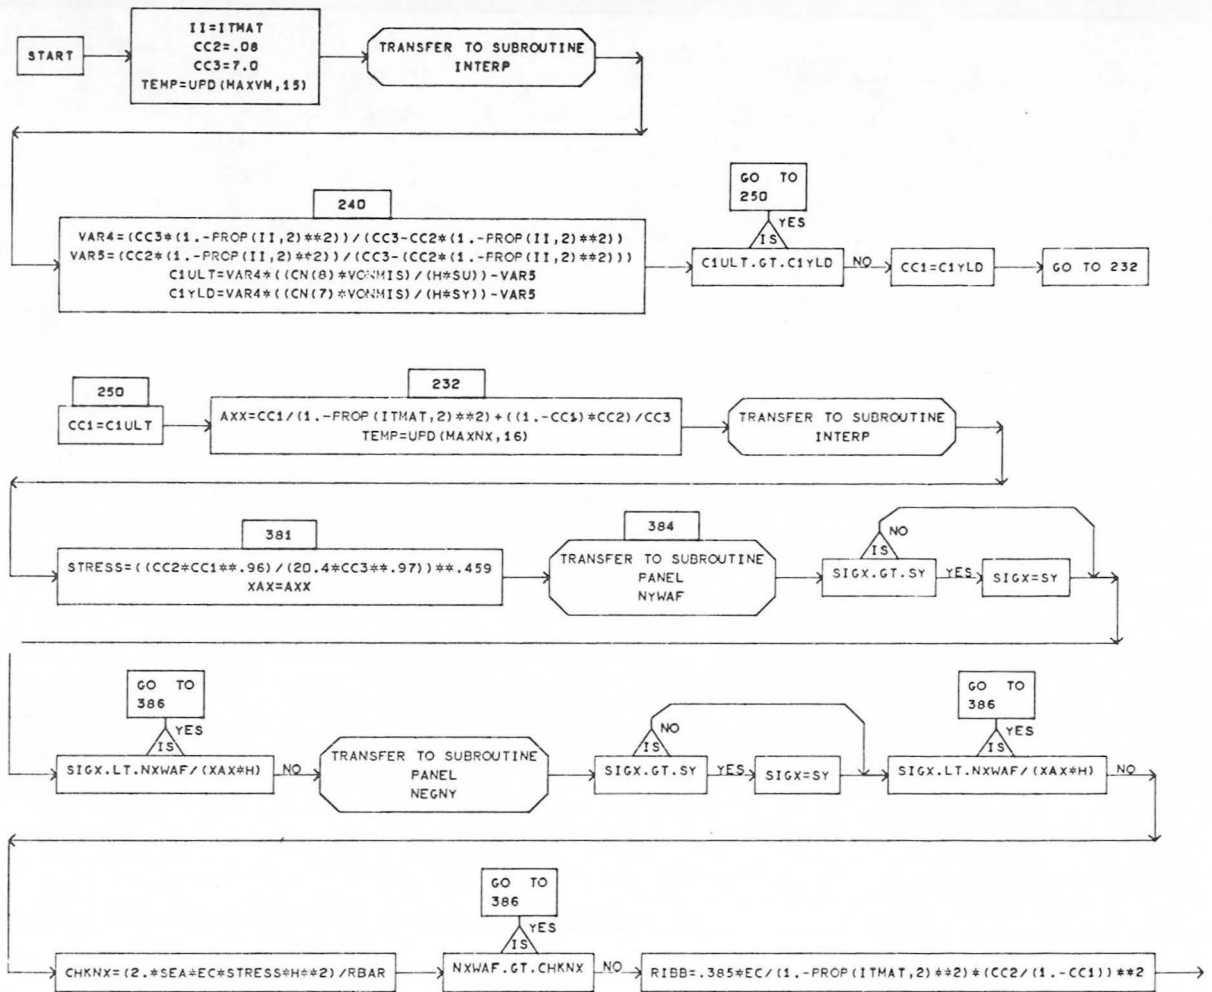 START
II=ITMAT
CC2=.08
CC3=7.0
TEMP=UPD(MAXVM,15)
TRANSFER TO SUBROUTINE
INTERP
240
VAR4=(CC3*(1.-PROP(II,2)**2))/(CC3-CC2*(1.-PROP(II,2)**2))
VAR5=(CC2*(1.-PROP(II,2)**2))/(CC3-(CC2*(1.-PROP(II,2)**2)))
C1ULT=VAR4*((CN(8)*VONMIS)/(H*SU))-VAR5
C1YLD=VAR4*((CN(7)*VONMIS)/(H*SY))-VAR5
GO TO
250
YES
IS
C1ULT.GT.C1YLD
NO
CC1=C1YLD
GO TO 232
250
CC1=C1ULT
232
AXX=CC1/(1.-PROP(ITMAT,2)**2)+((1.-CC1)*CC2)/CC3
TEMP=UPD(MAXNX,16)
TRANSFER TO SUBROUTINE
INTERP
381
STRESS=((CC2*CC1**.96)/(20.4*CC3**.97))**.459
XAX=AXX
384
TRANSFER TO SUBROUTINE
PANEL
NYWAF
NO
IS
SIGX.GT.SY
YES
SIGX=SY
GO TO
386
YES
IS
SIGX.LT.NXWAF/(XAX*H)
NO
TRANSFER TO SUBROUTINE
PANEL
NEGNY
NO
IS
SIGX.GT.SY
YES
SIGX=SY
GO TO
386
YES
IS
SIGX.LT.NXWAF/(XAX*H)
NO
CHKNX=(2.*SEA*EC*STRESS*H**2)/RBAR
GO TO
386
YES
IS
NXWAF.GT.CHKNX
NO
RIBB=.385*EC/(1.-PROP(ITMAT,2)**2)*(CC2/(1.-CC1))**2